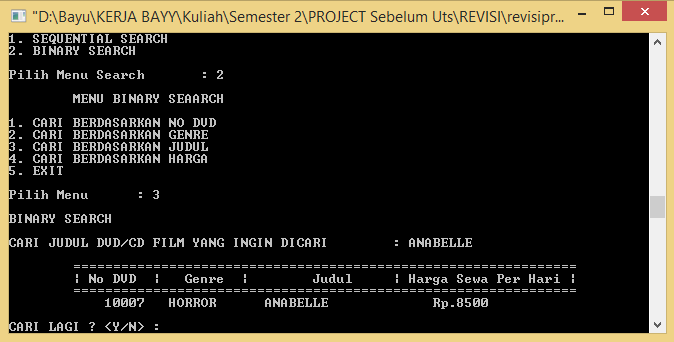 "D:\Bayu\KERJA BAYY\Kuliah\Semester 2\PROJECT Sebelum Uts\REVISI\revisipr...
1. SEQUENTIAL SEARCH
2. BINARY SEARCH
Pilih Menu Search : 2
MENU BINARY SEAARCH
1. CARI BERDASARKAN NO DVD
2. CARI BERDASARKAN GENRE
3. CARI BERDASARKAN JUDUL
4. CARI BERDASARKAN HARGA
5. EXIT
Pilih Menu : 3
BINARY SEARCH
CARI JUDUL DVD/CD FILM YANG INGIN DICARI : ANABELLE
===============================================================
¦ No DVD ¦ Genre ¦ Judul ¦ Harga Sewa Per Hari ¦
===============================================================
10007 HORROR ANABELLE Rp.8500
CARI LAGI ? <Y/N> :